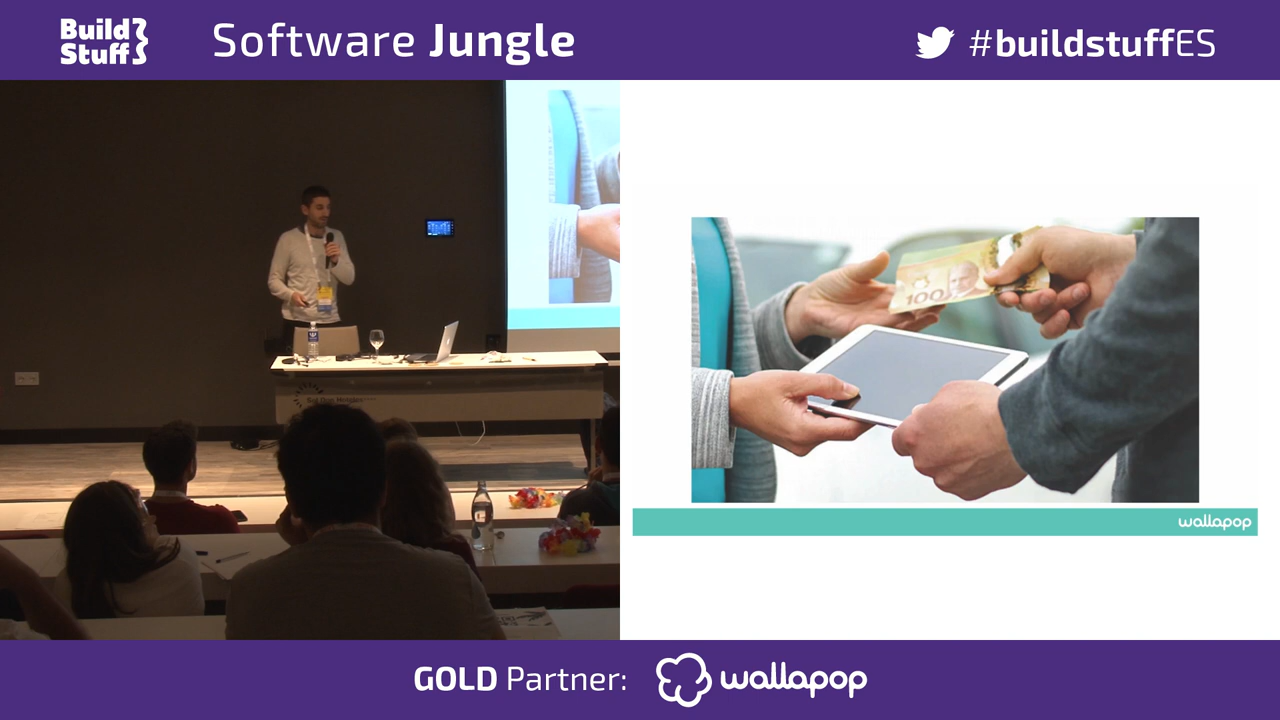 Build
Stuff
Software Jungle
#buildstuffES
100
wallapop
GOLD Partner:
wallapop